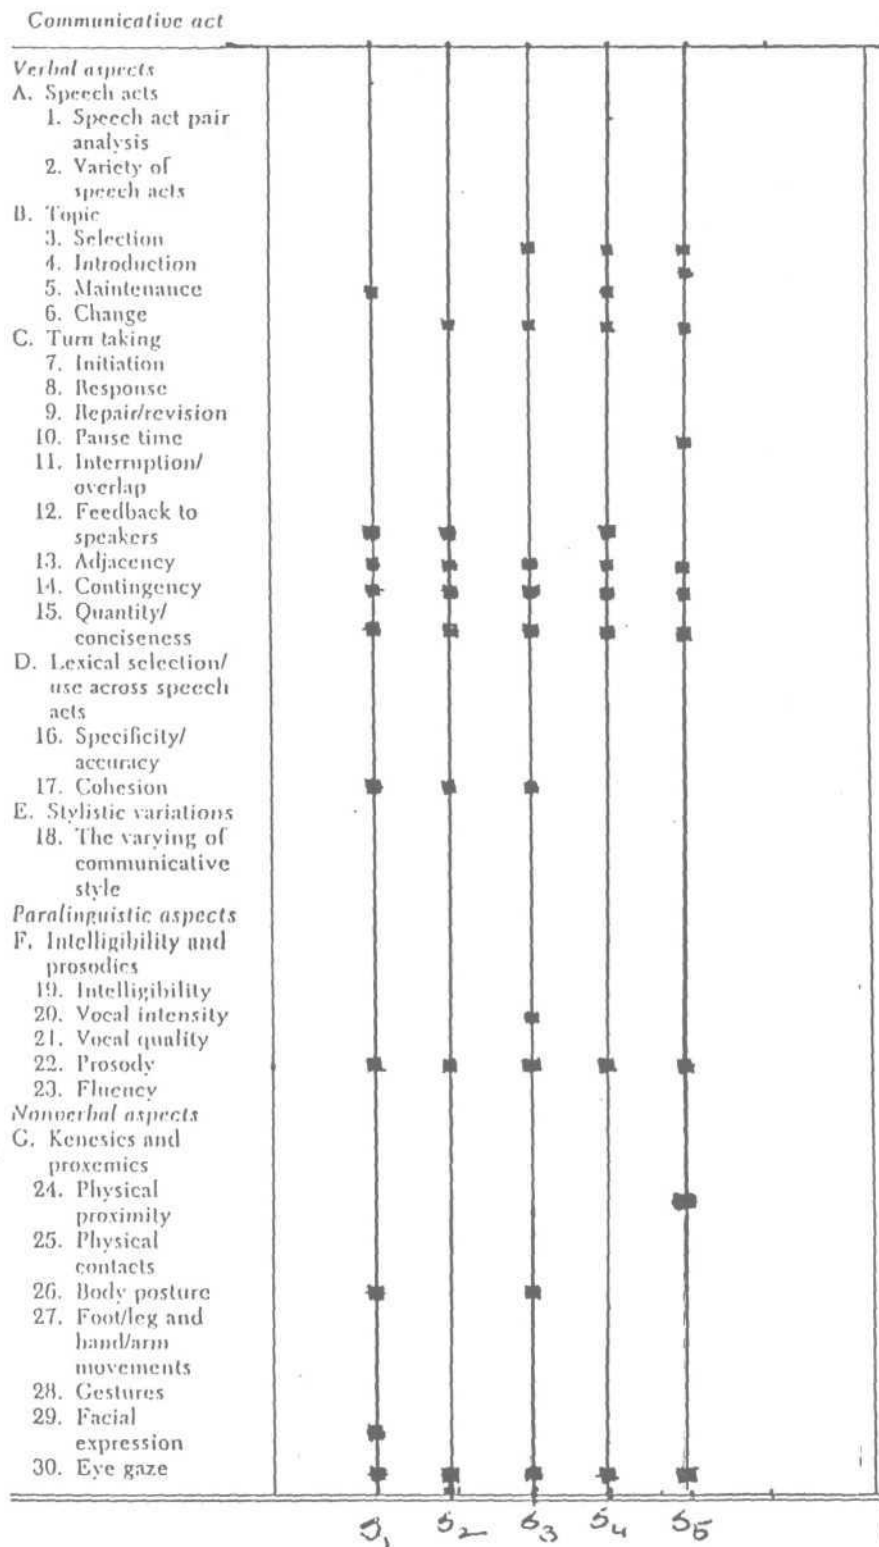 Communicative act
Verbal aspects
A. Speech acts
1. Speech act pair
analysis
2. Variety of
speech acts
B. Topic
3. Selection
4. Introduction
5. Maintenance
6. Change
C. Turn taking
7. Initiation
8. Response
9. Repair/revision
10. Pause time
11. Interruption/
overlap
12. Feedback to
speakers
13. Adjacency
14. Contingency
15. Quantity/
conciseness
D. Lexical selection/
use across speech
acts
16. Specificity/
accuracy
17. Cohesion
E. Stylistic variations
18. The varying of
communicative
style
Paralinguistic aspects
F. Intelligibility and
prosodics
19. Intelligibility
20. Vocal intensity
21. Vocal quality
22. Prosody
23. Fluency
Nonverbal aspects
G. Kenesics and
proxemics
24. Physical
proximity
25. Physical
contacts
26. Body posture
27. Foot/leg and
hand/arm
movements
28. Gestures
29. Facial
expression
30. Eye gaze
S1 S2 S3 S4 S5